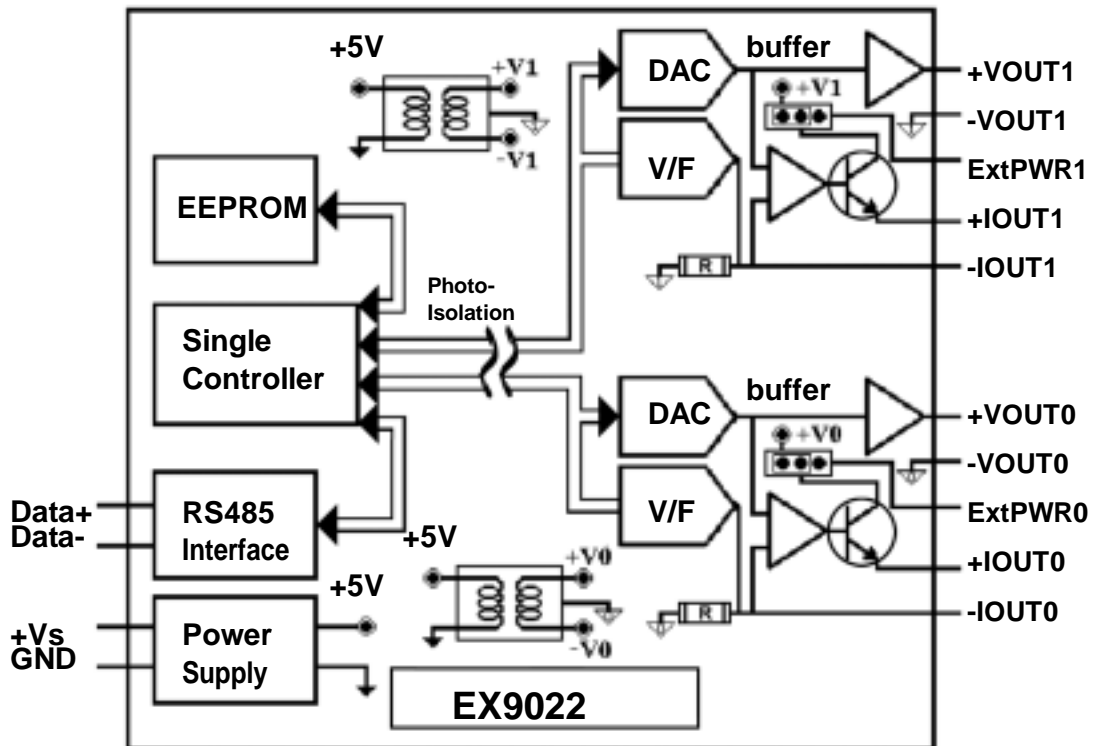 +5V
+V1
-V1
DAC
buffer
+V1
V/F
R
+VOUT1
-VOUT1
ExtPWR1
+IOUT1
-IOUT1
EEPROM
Photo-
Isolation
Single
Controller
DAC
buffer
+V0
V/F
R
+VOUT0
-VOUT0
ExtPWR0
+IOUT0
-IOUT0
Data+
Data-
RS485
Interface
+5V
+V0
-V0
+5V
+Vs
GND
Power
Supply
EX9022